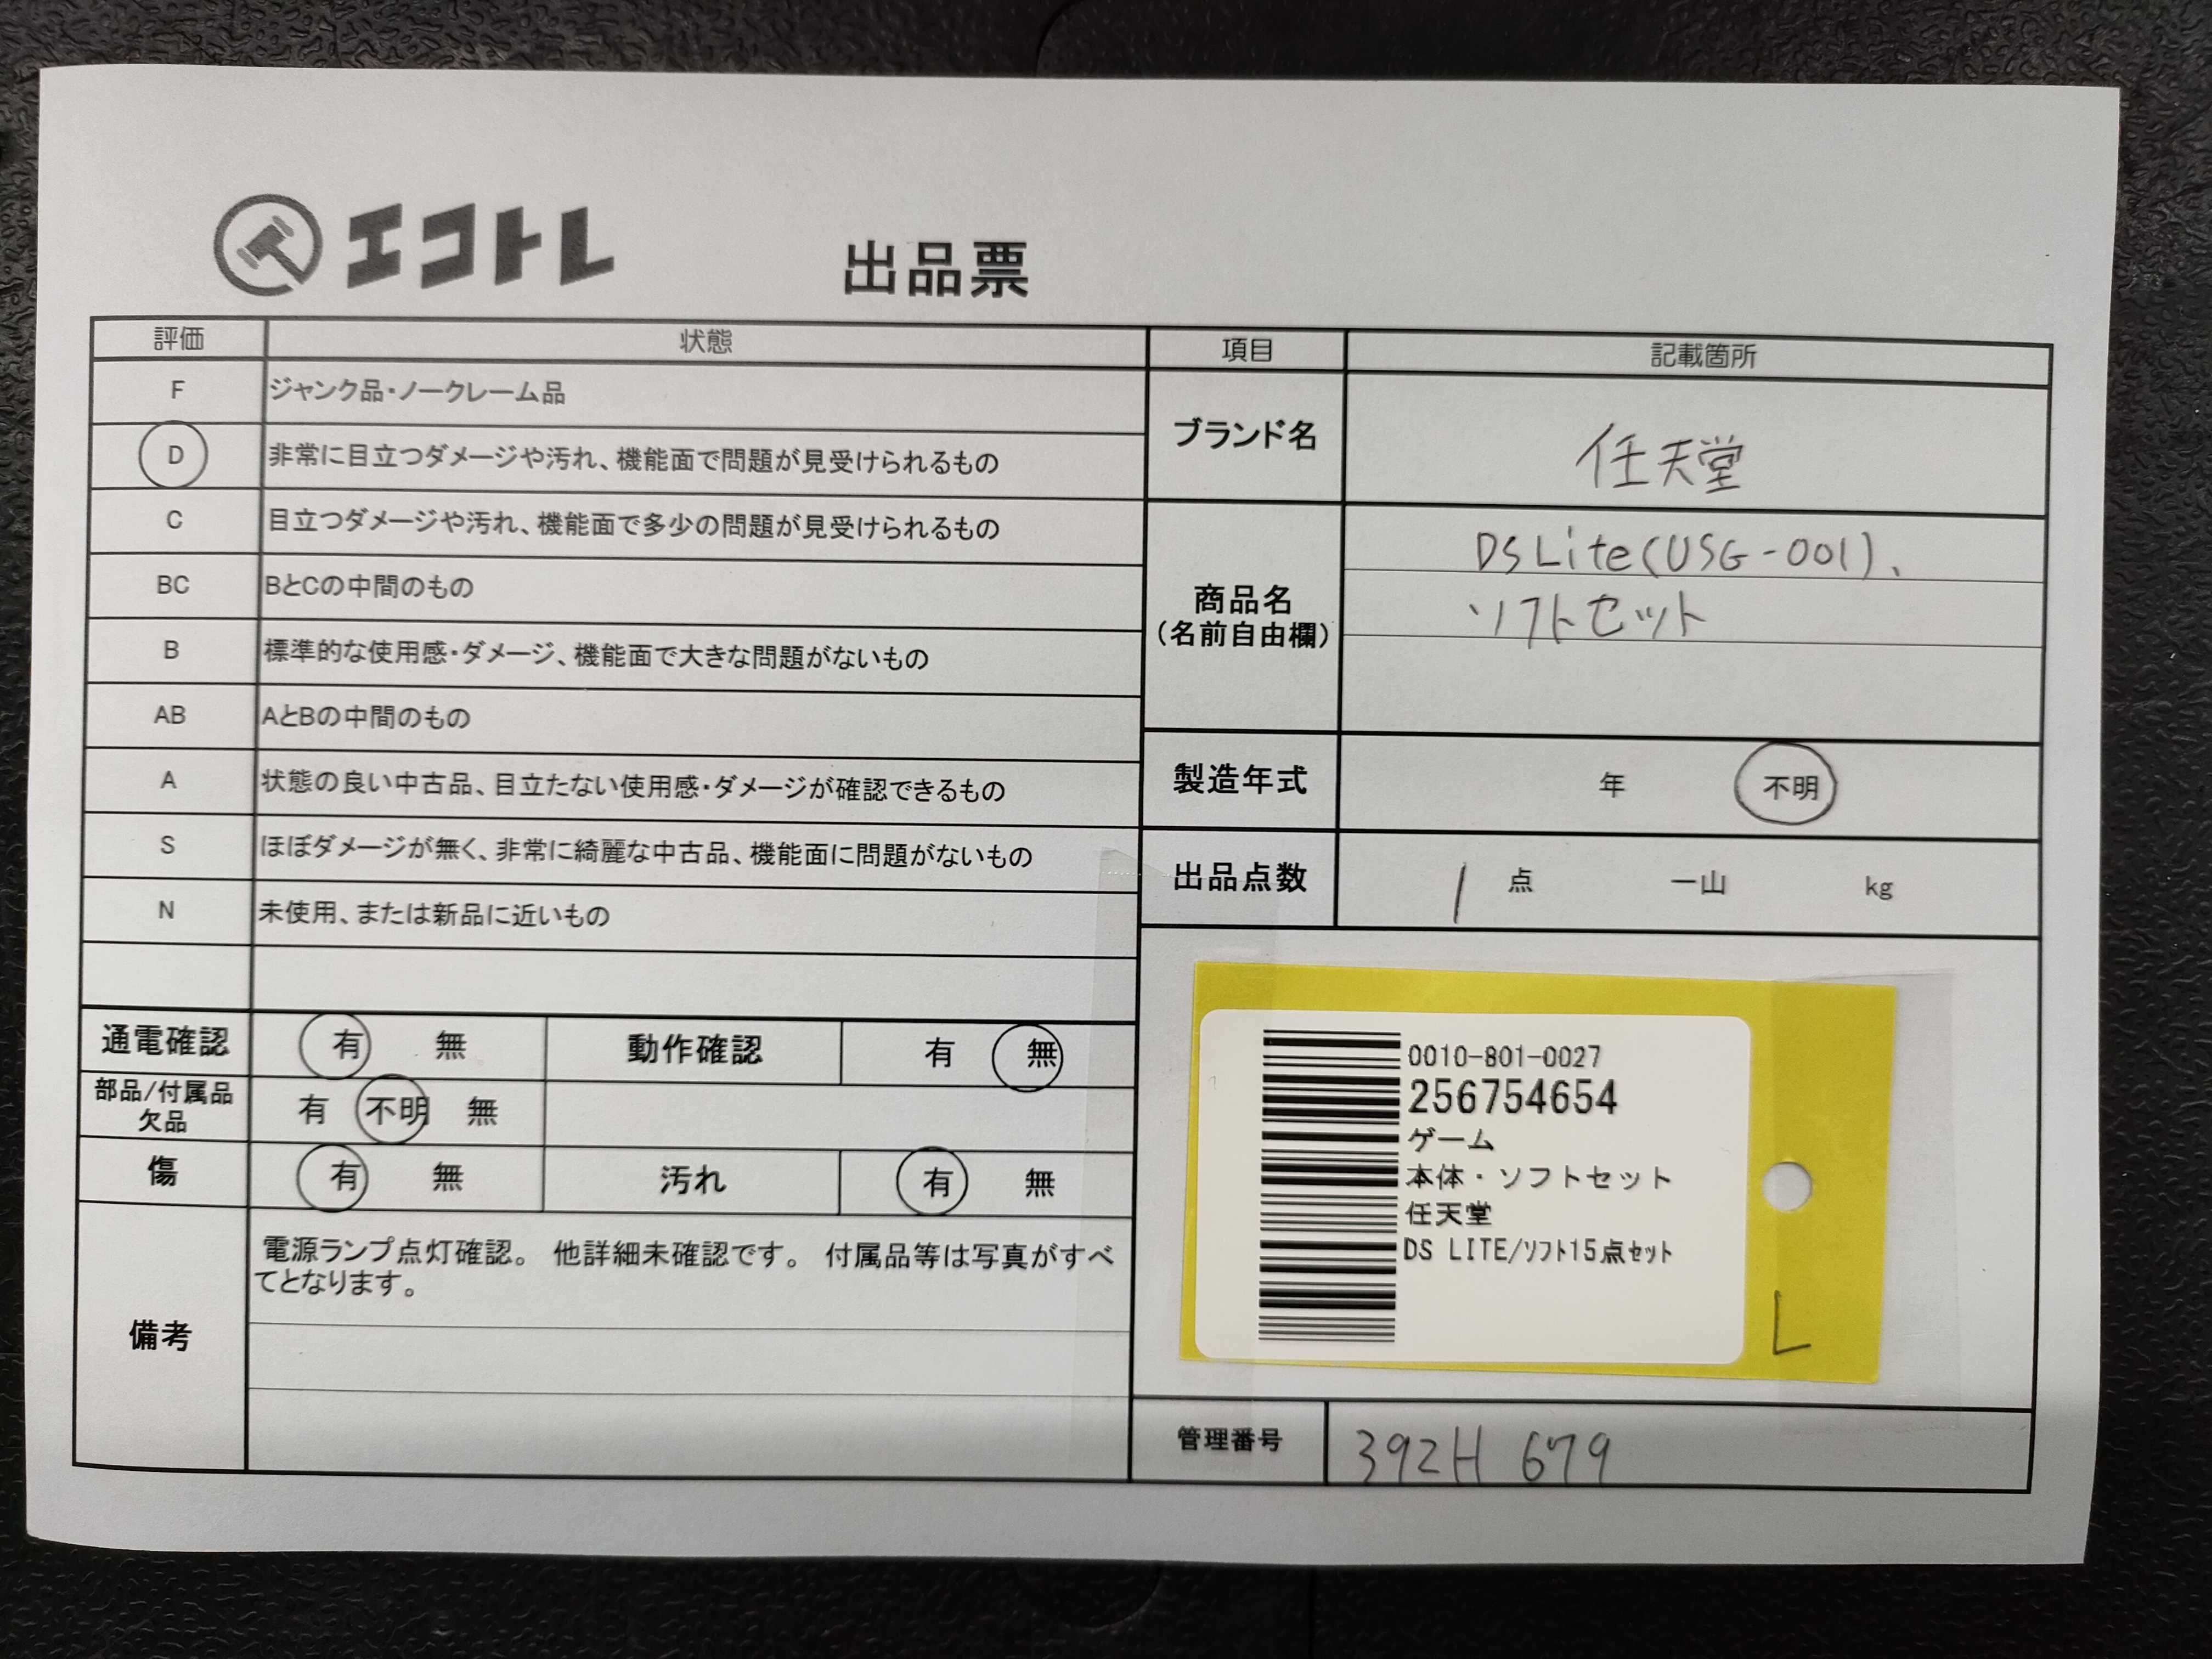 エコトレ
出品票
評価 状態
F ジャンク品・ノークレーム品
D 非常に目立つダメージや汚れ、機能面で問題が見受けられるもの
C 目立つダメージや汚れ、機能面で多少の問題が見受けられるもの
BC BとCの中間のもの
B 標準的な使用感・ダメージ、機能面で大きな問題がないもの
AB AとBの中間のもの
A 状態の良い中古品、目立たない使用感・ダメージが確認できるもの
S ほぼダメージが無く、非常に綺麗な中古品、機能面に問題がないもの
N 未使用、または新品に近いもの
通電確認 有 無 動作確認 有 無
部品/付属品
欠品 有 不明 無
傷 有 無 汚れ 有 無
備考 電源ランプ点灯確認。 他詳細未確認です。 付属品等は写真がすべ
てとなります。
項目 記載箇所
ブランド名 任天堂
商品名
(名前自由欄)
DS Lite(USG-001)、
ソフトセット
製造年式 年 不明
出品点数 1 点 一山 kg
0010-801-0027
256754654
ゲーム
本体・ソフトセット
任天堂
DS LITE/ｿﾌﾄ15点ｾｯﾄ
L
管理番号 392H 679